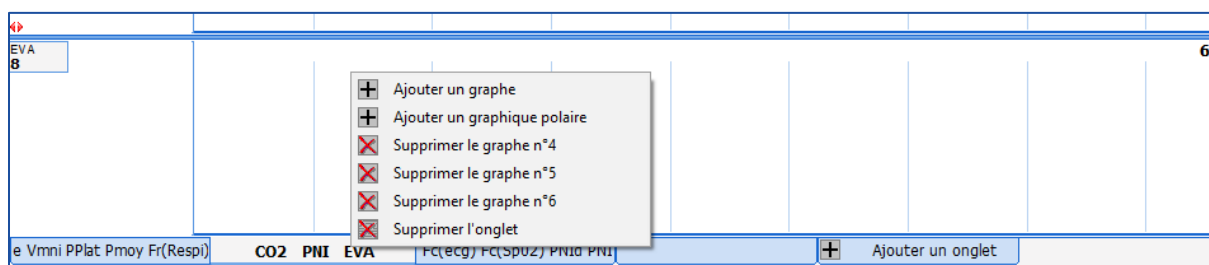 EVA
8
6
Ajouter un graphe
Ajouter un graphique polaire
Supprimer le graphe n°4
Supprimer le graphe n°5
Supprimer le graphe n°6
Supprimer l'onglet
e Vmni PPlat Pmoy Fr(Respi) CO2 PNI EVA Fc(ecg) Fc(SpO2) PNId PNI Ajouter un onglet